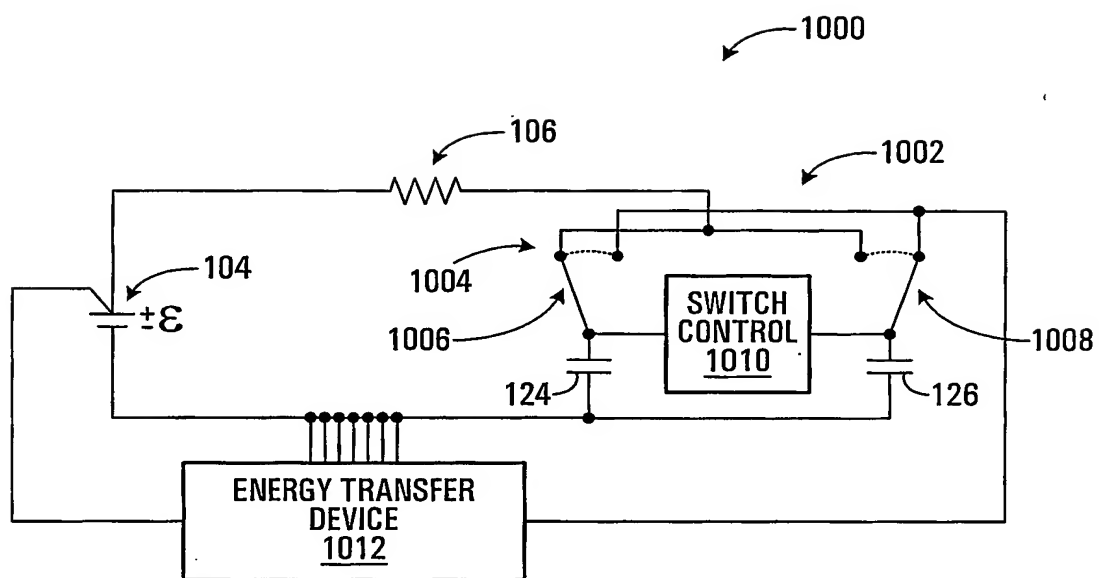 1000
106
1002
1004
104
±ε
SWITCH
CONTROL
1010
1006
1008
124
126
ENERGY TRANSFER
DEVICE
1012